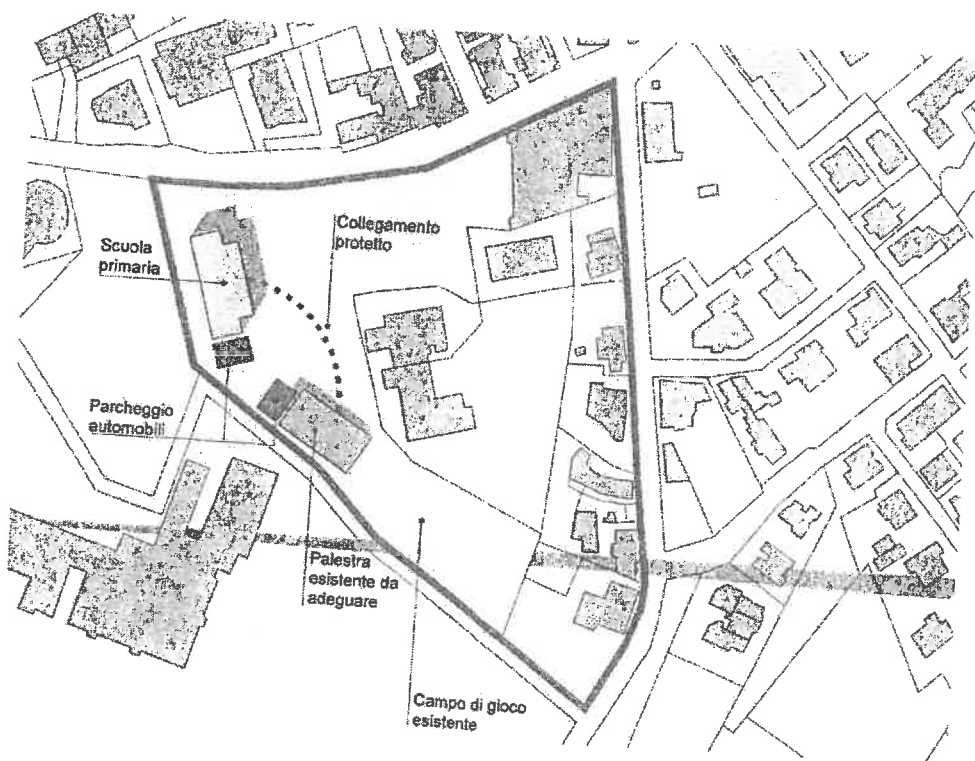 Collegamento
protetto
Scuola
primaria
Parcheggio
automobili
Palestra
esistente da
adeguare
Campo di gioco
esistente